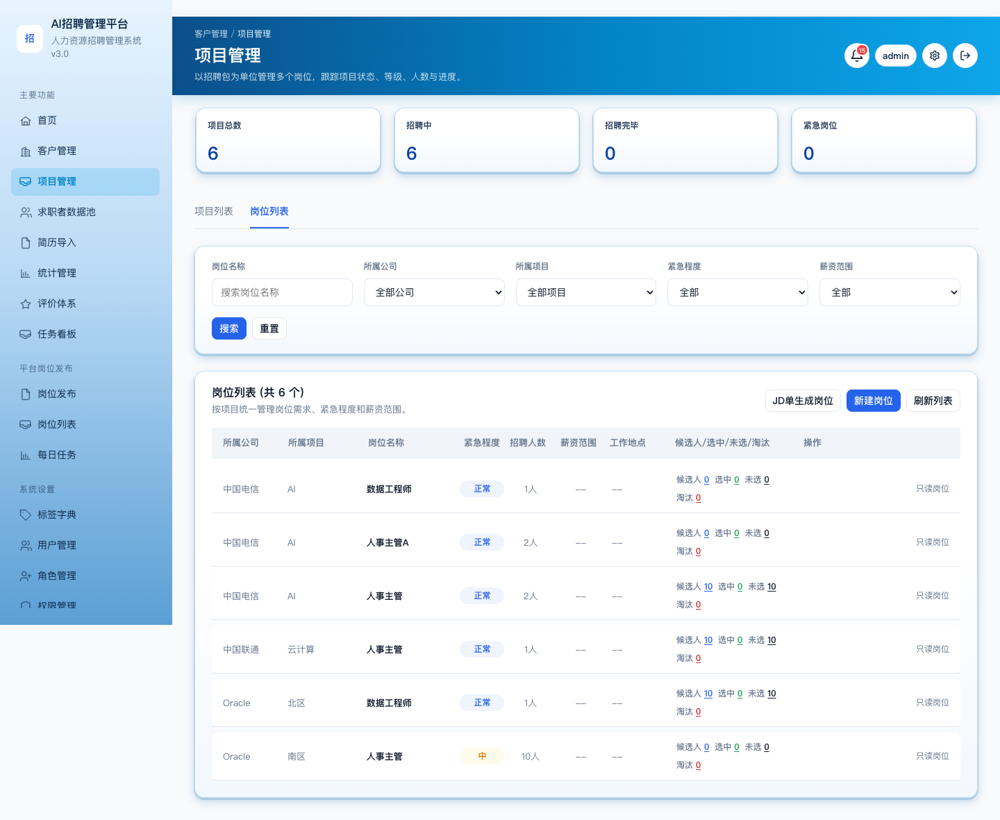 招
AI招聘管理平台
人力资源招聘管理系统
v3.0
主要功能
首页
客户管理
项目管理
求职者数据池
简历导入
统计管理
评价体系
任务看板
平台岗位发布
岗位发布
岗位列表
每日任务
系统设置
标签字典
用户管理
角色管理
权限管理
客户管理 / 项目管理
项目管理
以招聘包为单位管理多个岗位，跟踪项目状态、等级、人数与进度。
15
admin
项目总数
6
招聘中
6
招聘完毕
0
紧急岗位
0
项目列表 岗位列表
岗位名称 所属公司 所属项目 紧急程度 薪资范围
搜索岗位名称 全部公司 全部项目 全部 全部
搜索 重置
岗位列表 (共 6 个)
按项目统一管理岗位需求、紧急程度和薪资范围。
JD单生成岗位 新建岗位 刷新列表
所属公司 所属项目 岗位名称 紧急程度 招聘人数 薪资范围 工作地点 候选人/选中/未选/淘汰 操作
中国电信 AI 数据工程师 正常 1人 -- -- 候选人 0 选中 0 未选 0 只读岗位
淘汰 0
中国电信 AI 人事主管A 正常 2人 -- -- 候选人 0 选中 0 未选 0 只读岗位
淘汰 0
中国电信 AI 人事主管 正常 2人 -- -- 候选人 10 选中 0 未选 10 只读岗位
淘汰 0
中国联通 云计算 人事主管 正常 1人 -- -- 候选人 10 选中 0 未选 10 只读岗位
淘汰 0
Oracle 北区 数据工程师 正常 1人 -- -- 候选人 10 选中 0 未选 10 只读岗位
淘汰 0
Oracle 南区 人事主管 中 10人 -- -- 候选人 0 选中 0 未选 0 只读岗位
淘汰 0